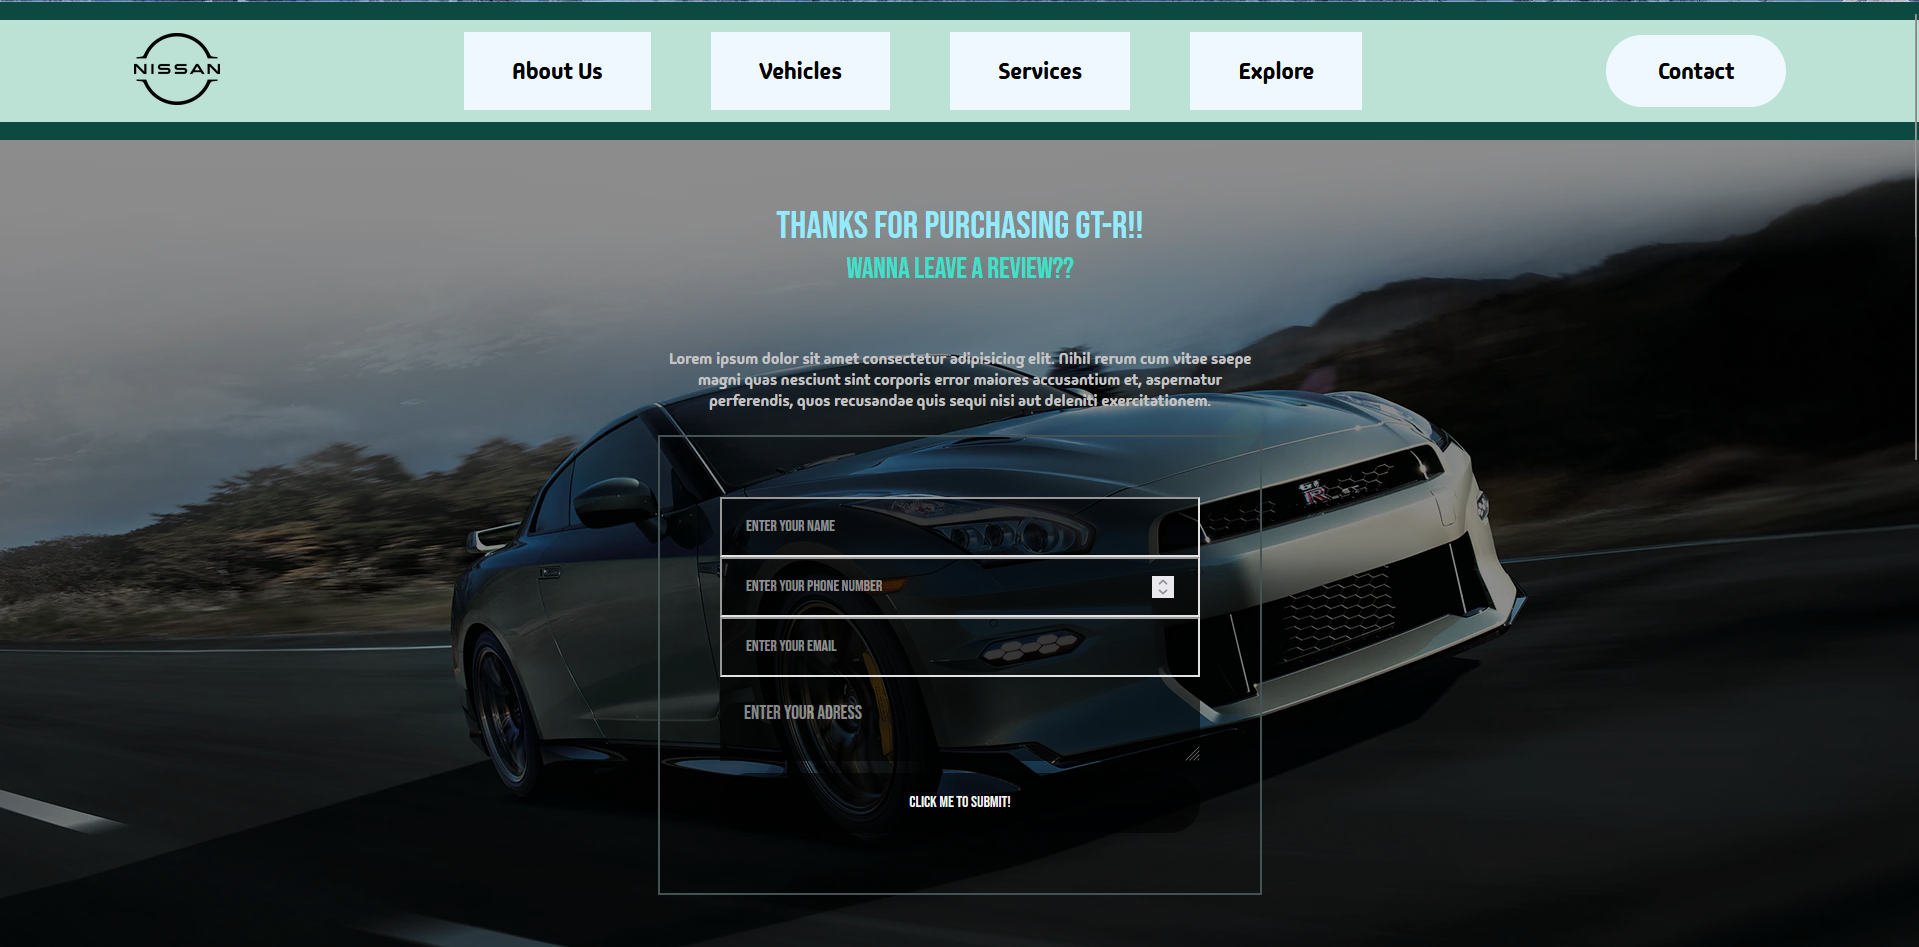 NISSAN
About Us
Vehicles
Services
Explore
Contact
THANKS FOR PURCHASING GT-R!!
WANNA LEAVE A REVIEW??
Lorem ipsum dolor sit amet consectetur adipisicing elit. Nihil rerum cum vitae saepe
magni quas nesciunt sint corporis error maiores accusantium et, aspernatur
perferendis, quos recusandae quis sequi nisi aut deleniti exercitationem.
GT
R
ENTER YOUR NAME
ENTER YOUR PHONE NUMBER
ENTER YOUR EMAIL
ENTER YOUR ADRESS
CLICK ME TO SUBMIT!